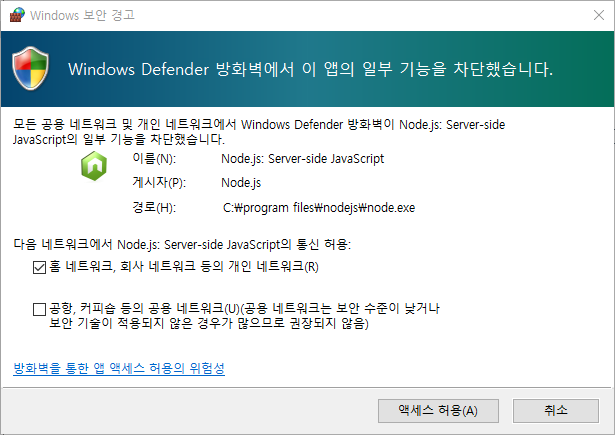 Windows 보안 경고
Windows Defender 방화벽에서 이 앱의 일부 기능을 차단했습니다.
모든 공용 네트워크 및 개인 네트워크에서 Windows Defender 방화벽이 Node.js: Server-side
JavaScript의 일부 기능을 차단했습니다.
이름(N): Node.js: Server-side JavaScript
게시자(P): Node.js
경로(H): C:₩program files₩nodejs₩node.exe
다음 네트워크에서 Node.js: Server-side JavaScript의 통신 허용:
홈 네트워크, 회사 네트워크 등의 개인 네트워크(R)
공항, 커피숍 등의 공용 네트워크(U)(공용 네트워크는 보안 수준이 낮거나
보안 기술이 적용되지 않은 경우가 많으므로 권장되지 않음)
방화벽을 통한 앱 액세스 허용의 위험성
액세스 허용(A) 취소